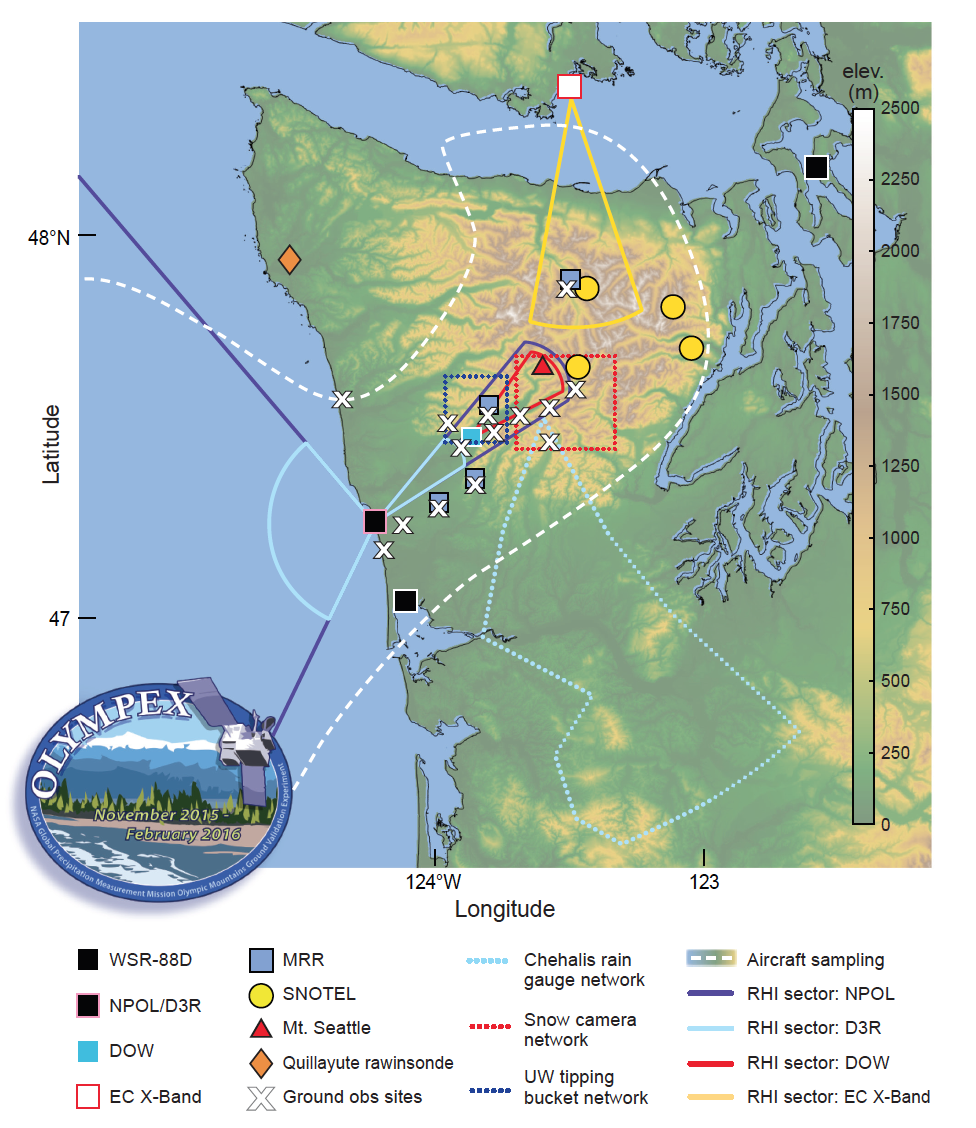 elev.
(m)
2500
2250
2000
1750
1500
1250
1000
750
500
250
0
48°N
47
Latitude
124°W
123
Longitude
OLYMPEX
November 2015 -
February 2016
NASA Global Precipitation Measurement Mission Olympic Mountains Ground Validation Experiment
WSR-88D
NPOL/D3R
DOW
EC X-Band
MRR
SNOTEL
Mt. Seattle
Quillayute rawinsonde
Ground obs sites
Chehalis rain
gauge network
Snow camera
network
UW tipping
bucket network
Aircraft sampling
RHI sector: NPOL
RHI sector: D3R
RHI sector: DOW
RHI sector: EC X-Band